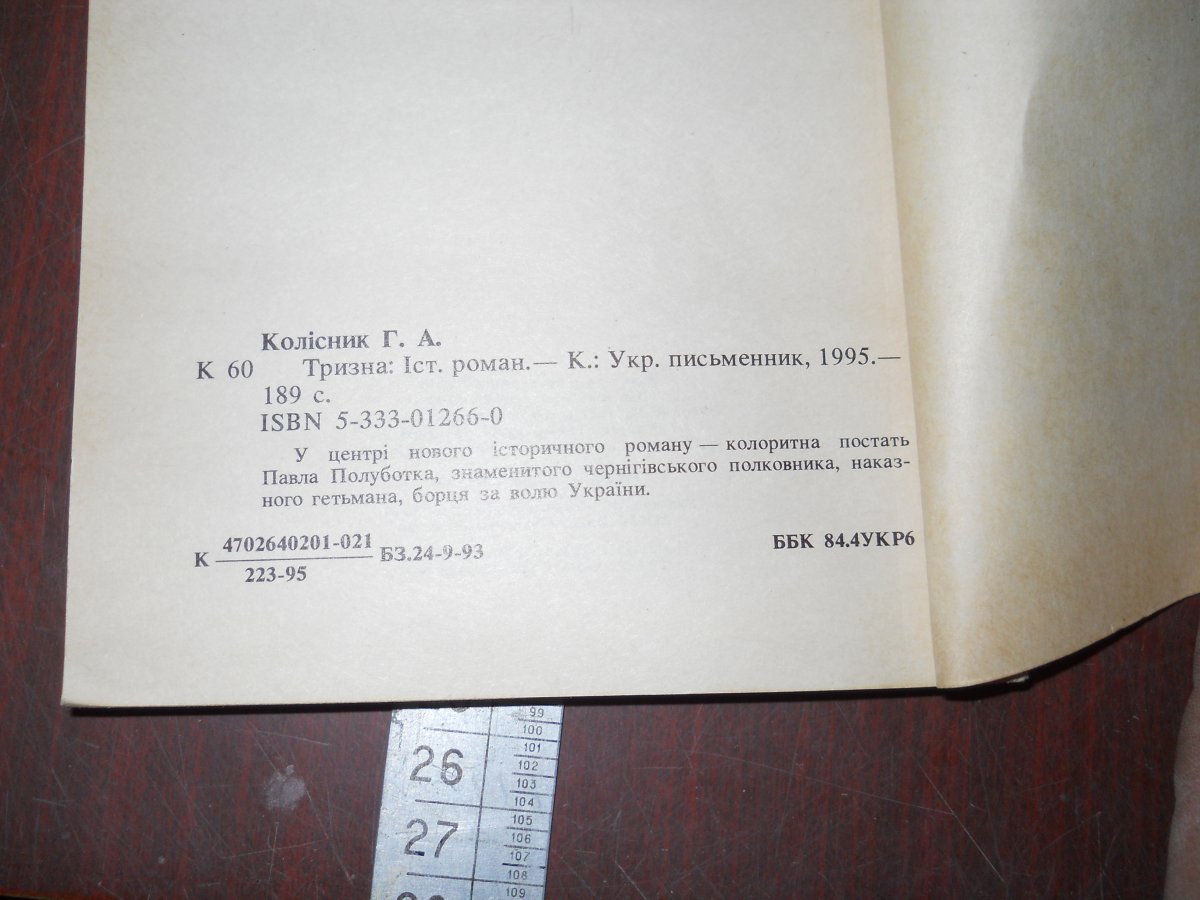 Колісник Г. А.
К 60 Тризна: Іст. роман.— К.: Укр. письменник, 1995.—
189 с.
ISBN 5-333-01266-0
У центрі нового історичного роману — колоритна постать
Павла Полуботка, знаменитого чернігівського полковника, наказ-
ного гетьмана, борця за волю України.
К 4702640201-021 БЗ.24-9-93
223-95
ББК 84.4УКР6
99
100
26
101
102
103
104
27
105
106
107
108
109